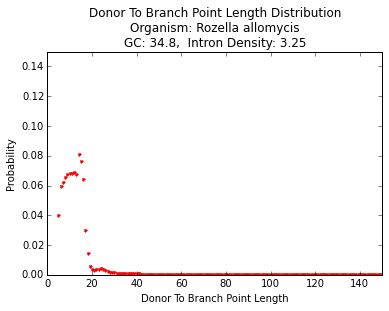 Donor To Branch Point Length Distribution
Organism: Rozella allomycis
GC: 34.8,  Intron Density: 3.25
0.14
0.12
0.10
0.08
0.06
0.04
0.02
0.00
Probability
0 20 40 60 80 100 120 140
Donor To Branch Point Length